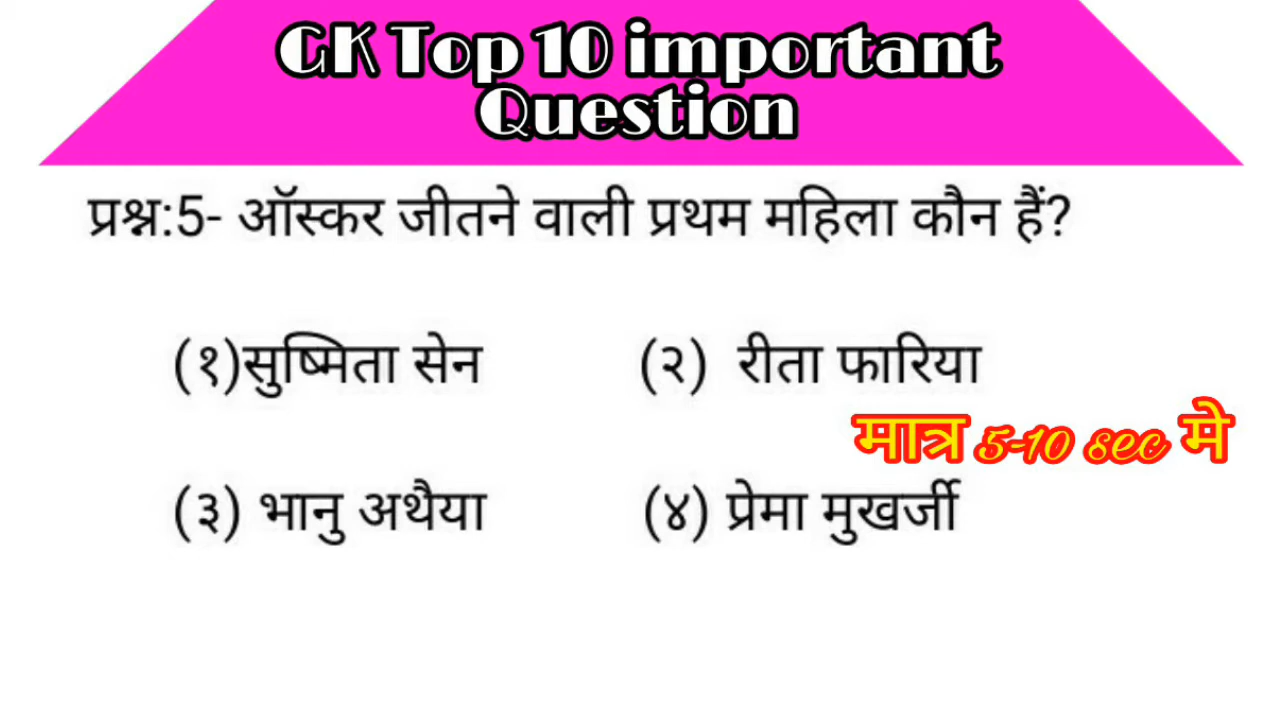 GK Top 10 important
Question
प्रश्न:5- ऑस्कर जीतने वाली प्रथम महिला कौन हैं?
(१)सुष्मिता सेन (२) रीता फारिया
मात्र 5-10 sec मे
(३) भानु अथैया (४) प्रेमा मुखर्जी